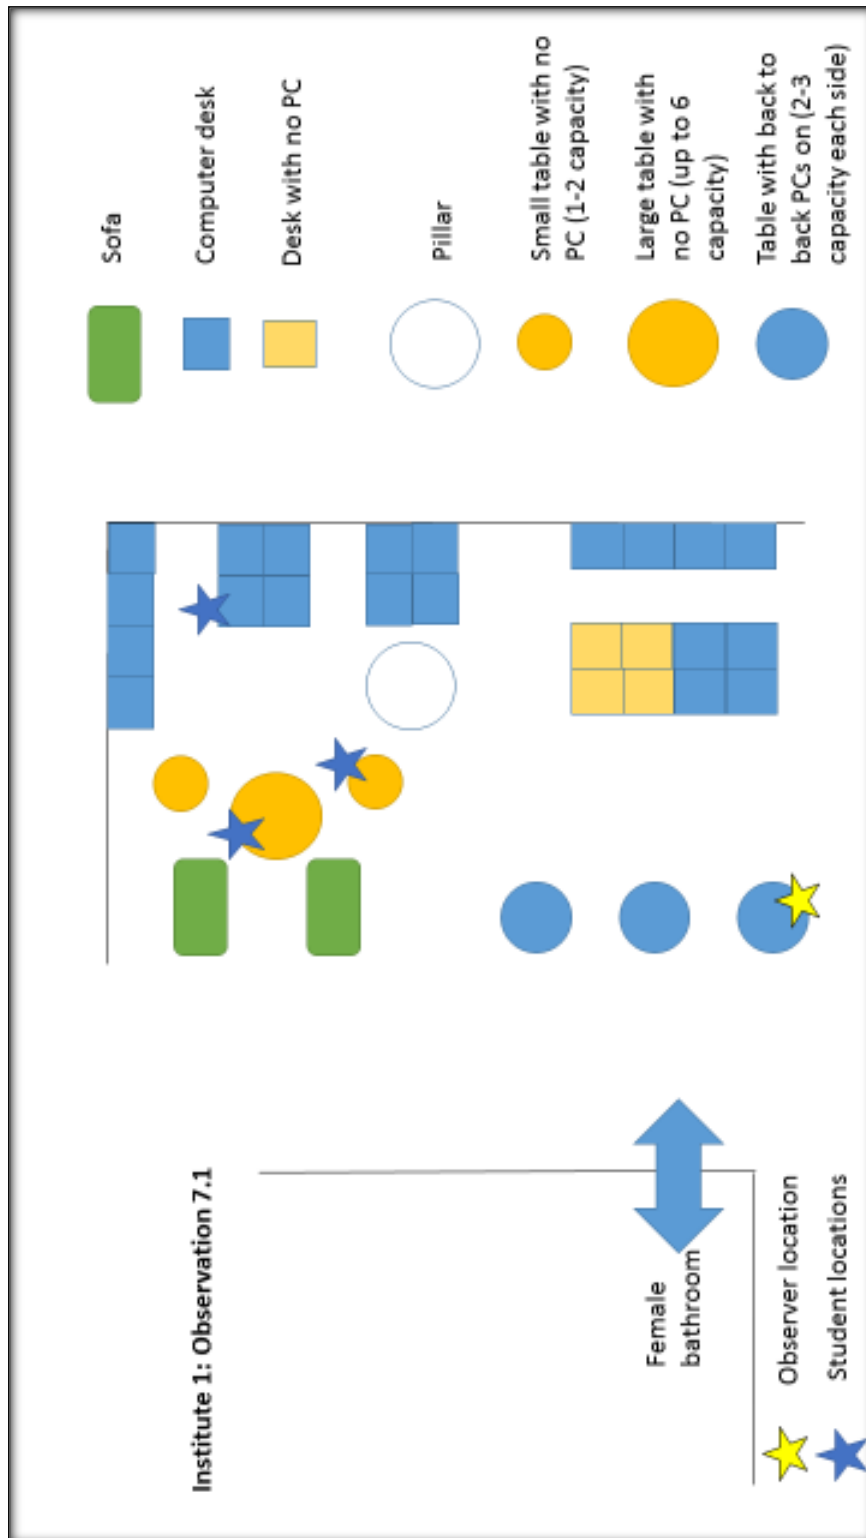 Institute 1: Observation 7.1
Female
bathroom
Observer location
Student locations
Sofa
Computer desk
Desk with no PC
Pillar
Small table with no
PC (1-2 capacity)
Large table with
no PC (up to 6
capacity)
Table with back to
back PCs on (2-3
capacity each side)